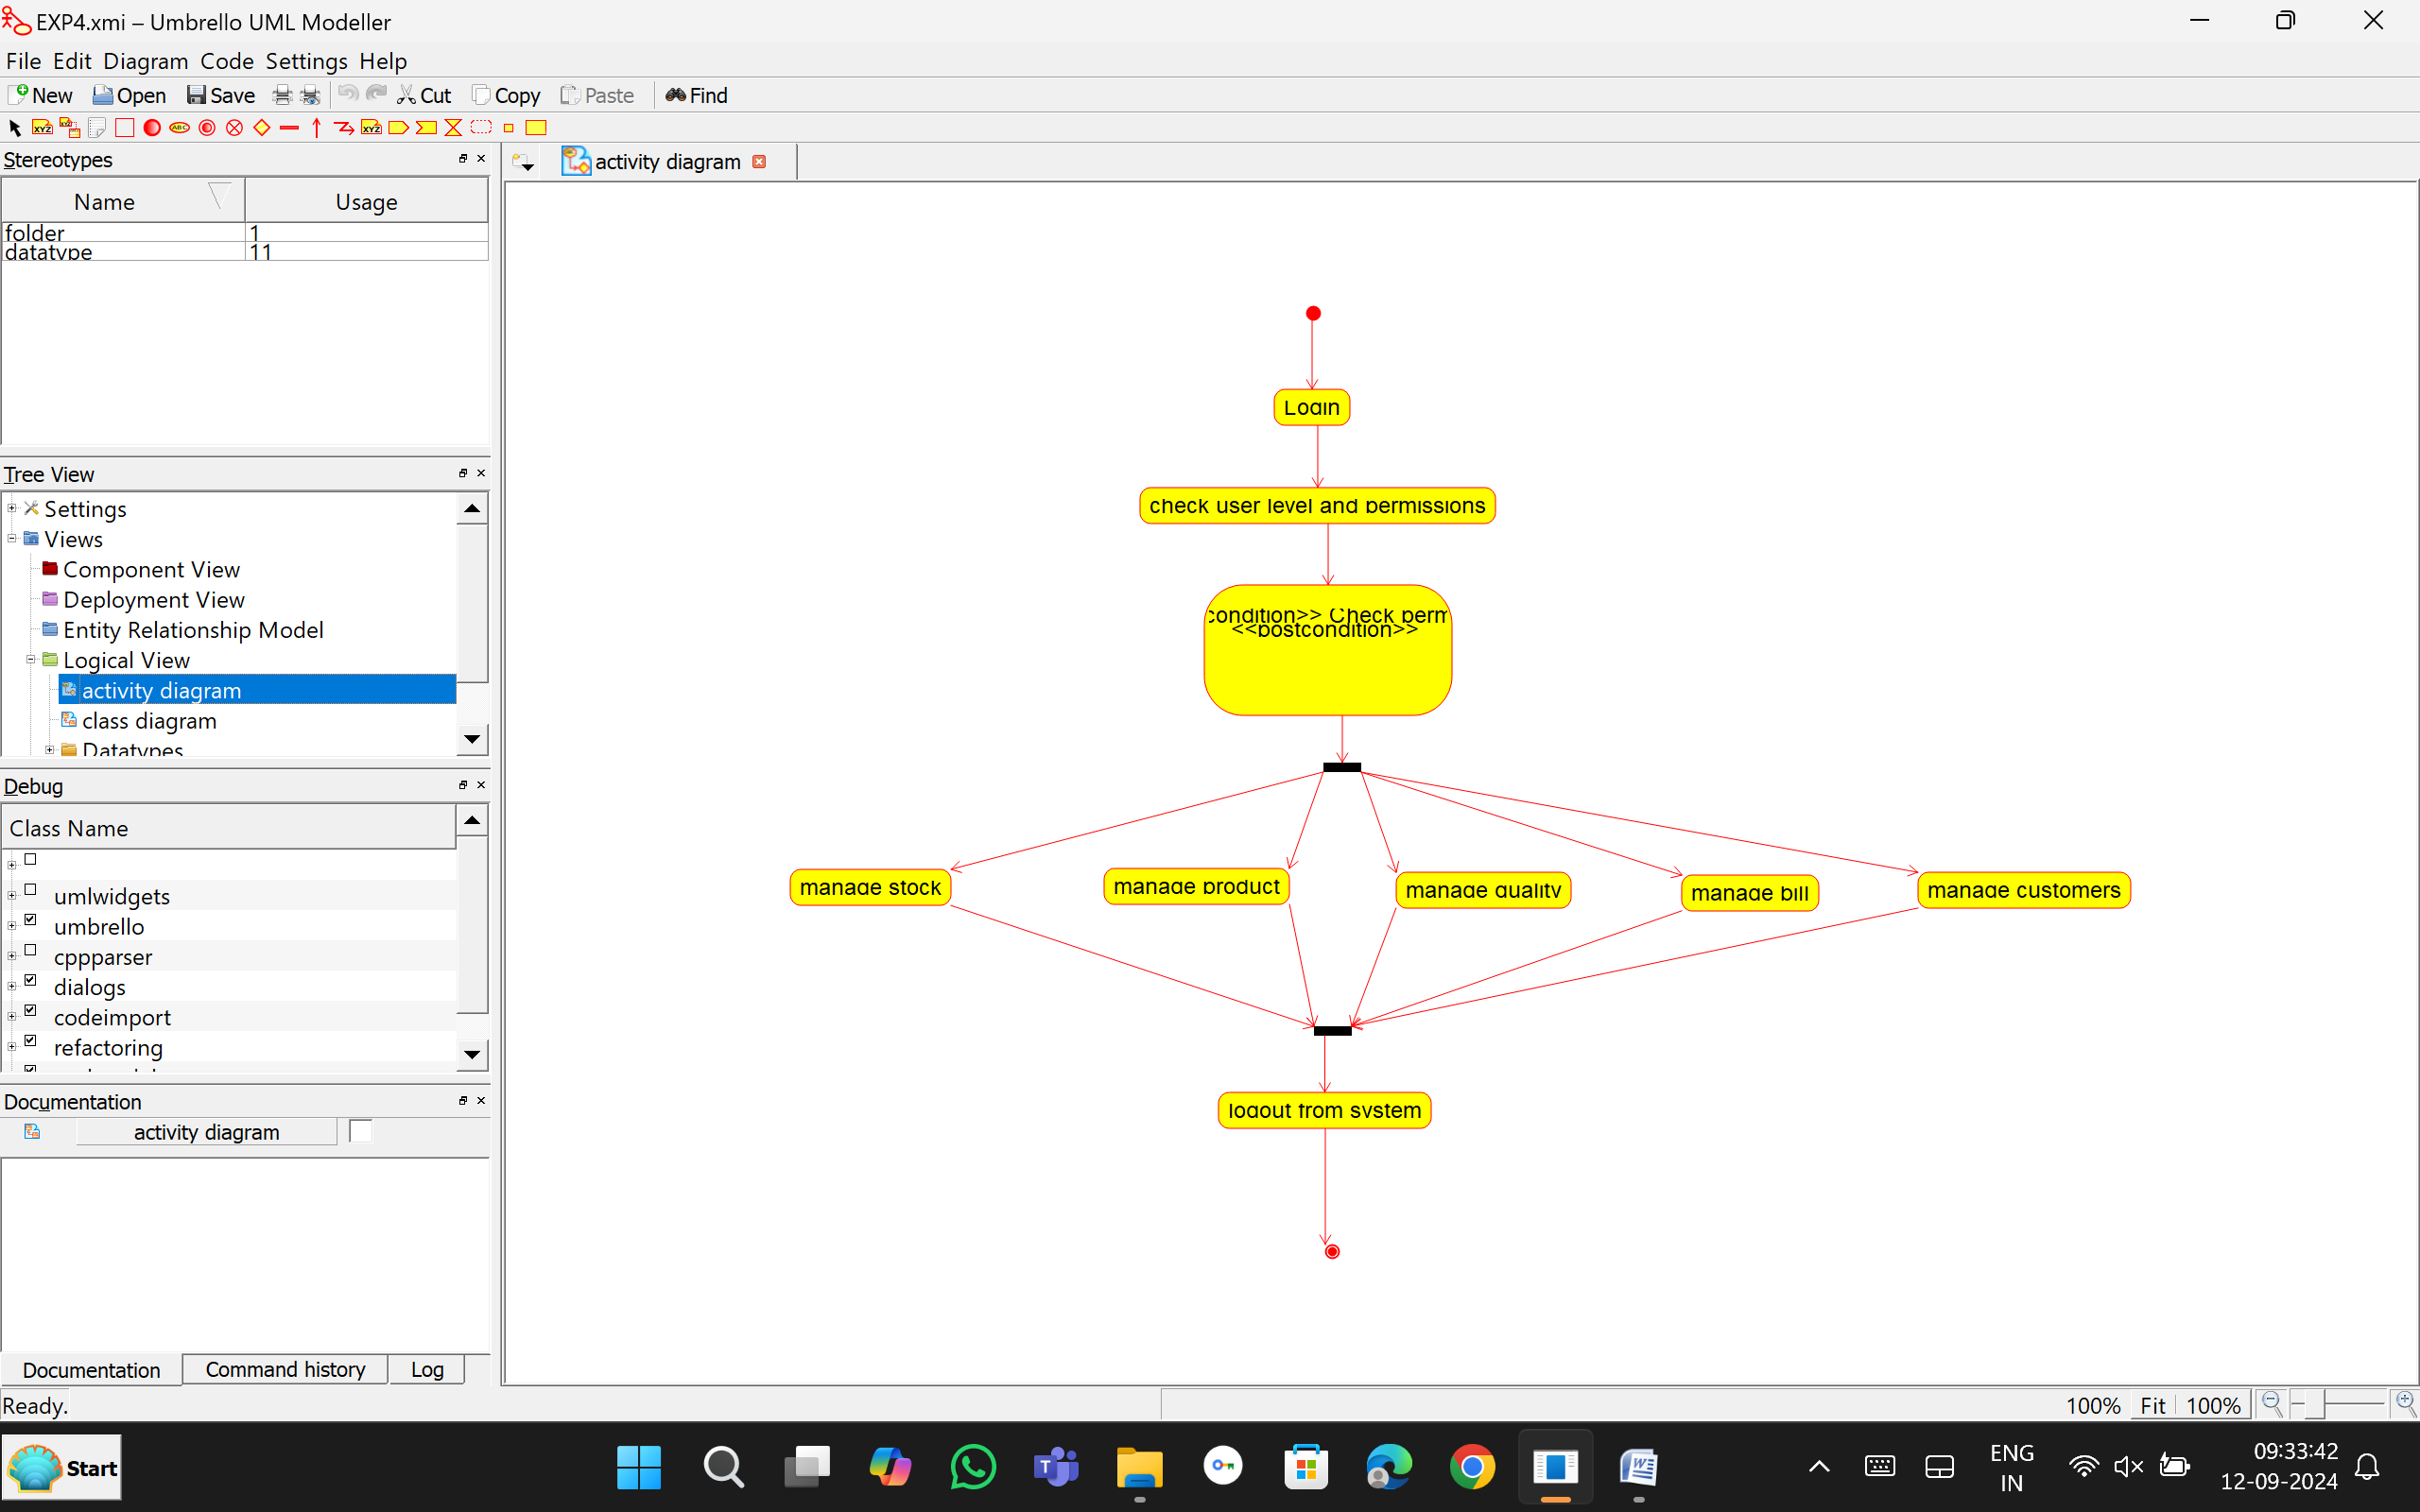 EXP4.xmi – Umbrello UML Modeller
File Edit Diagram Code Settings Help
New Open Save Cut Copy Paste Find
Stereotypes
Name Usage
folder 1
datatype 11
Tree View
Settings
Views
Component View
Deployment View
Entity Relationship Model
Logical View
activity diagram
class diagram
Datatypes
Debug
Class Name
umlwidgets
umbrello
cppparser
dialogs
codeimport
refactoring
Documentation
activity diagram
Documentation Command history Log
Ready.
activity diagram
Login
check user level and permissions
condition>> Check perm
<<postcondition>>
manage stock
manage product
manage quality
manage bill
manage customers
logout from system
100% Fit 100%
Start
ENG
IN
09:33:42
12-09-2024